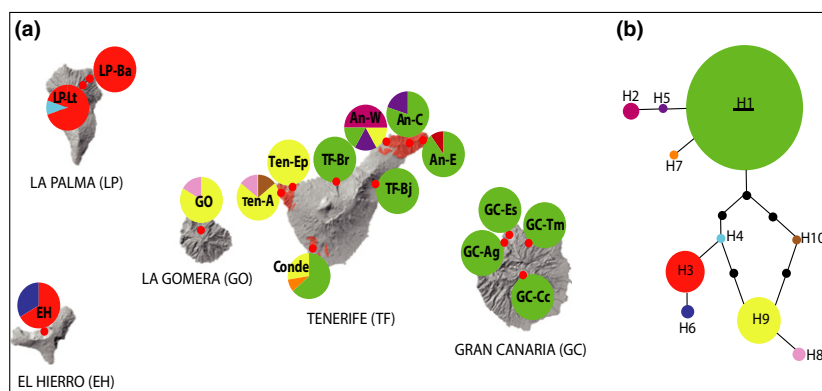 (a)
(b)
LP-Ba
LP-Lt
LA PALMA (LP)
An-W
An-C
An-E
Ten-Ep
TF-Br
TF-Bj
GO
Ten-A
LA GOMERA (GO)
Conde
TENERIFE (TF)
GC-Es
GC-Tm
GC-Ag
GC-Cc
GRAN CANARIA (GC)
EH
EL HIERRO (EH)
H1
H2
H5
H7
H4
H10
H3
H6
H9
H8